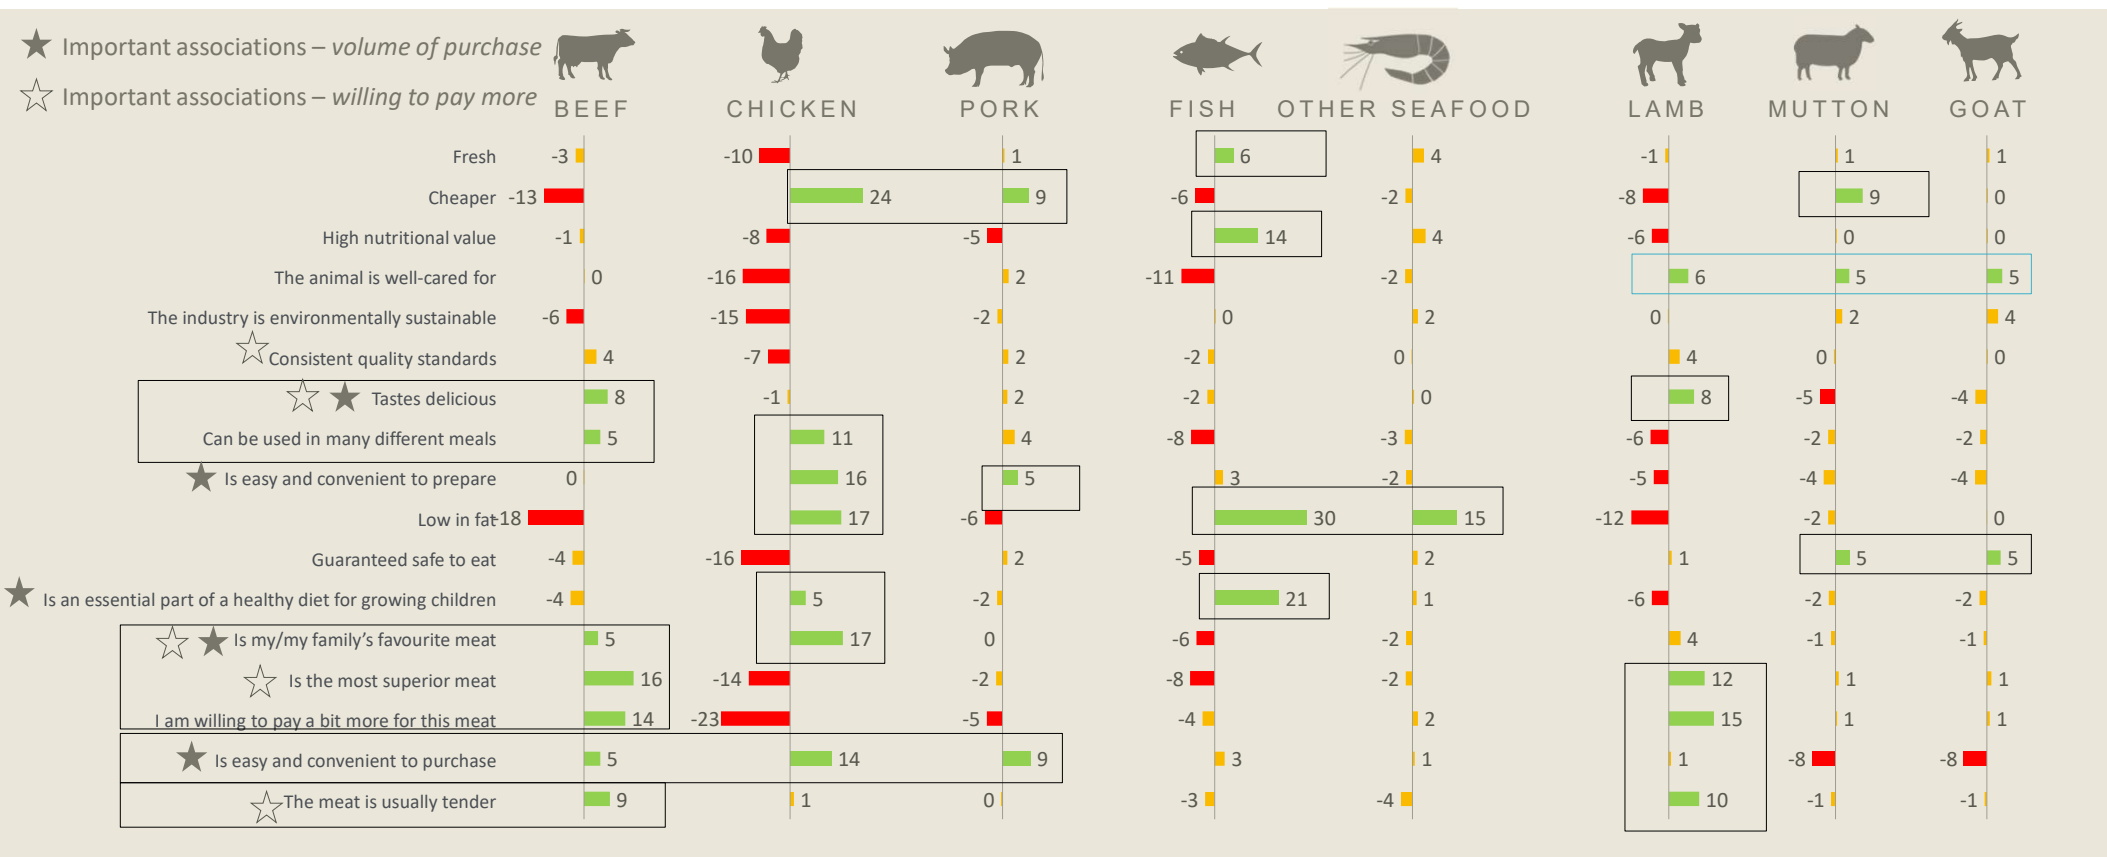 Important associations – volume of purchase
Important associations – willing to pay more
BEEF CHICKEN PORK FISH OTHER SEAFOOD LAMB MUTTON GOAT
Fresh -3 -10 1 6 4 -1 1 1
Cheaper -13 24 9 -6 -2 -8 9 0
High nutritional value -1 -8 -5 14 4 -6 0 0
The animal is well-cared for 0 -16 2 -11 -2 6 5 5
The industry is environmentally sustainable -6 -15 -2 0 2 0 2 4
Consistent quality standards 4 -7 2 -2 0 4 0 0
Tastes delicious 8 -1 2 -2 0 8 -5 -4
Can be used in many different meals 5 11 4 -8 -3 -6 -2 -2
Is easy and convenient to prepare 0 16 5 3 -2 -5 -4 -4
Low in fat -18 17 -6 30 15 -12 -2 0
Guaranteed safe to eat -4 -16 2 -5 2 1 5 5
Is an essential part of a healthy diet for growing children -4 5 -2 21 1 -6 -2 -2
Is my/my family’s favourite meat 5 17 0 -6 -2 4 -1 -1
Is the most superior meat 16 -14 -2 -8 -2 12 1 1
I am willing to pay a bit more for this meat 14 -23 -5 -4 2 15 1 1
Is easy and convenient to purchase 5 14 9 3 1 1 -8 -8
The meat is usually tender 9 1 0 -3 -4 10 -1 -1